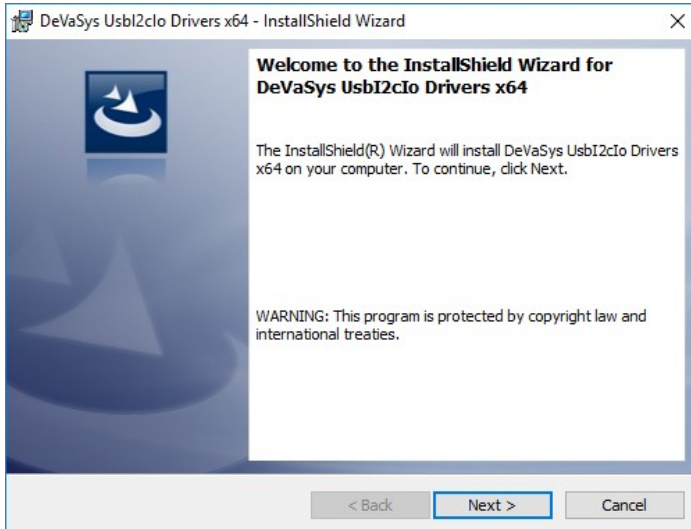 DeVaSys UsbI2cIo Drivers x64 - InstallShield Wizard
Welcome to the InstallShield Wizard for
DeVaSys UsbI2cIo Drivers x64
The InstallShield(R) Wizard will install DeVaSys UsbI2cIo Drivers
x64 on your computer. To continue, click Next.
WARNING: This program is protected by copyright law and
international treaties.
< Back
Next >
Cancel